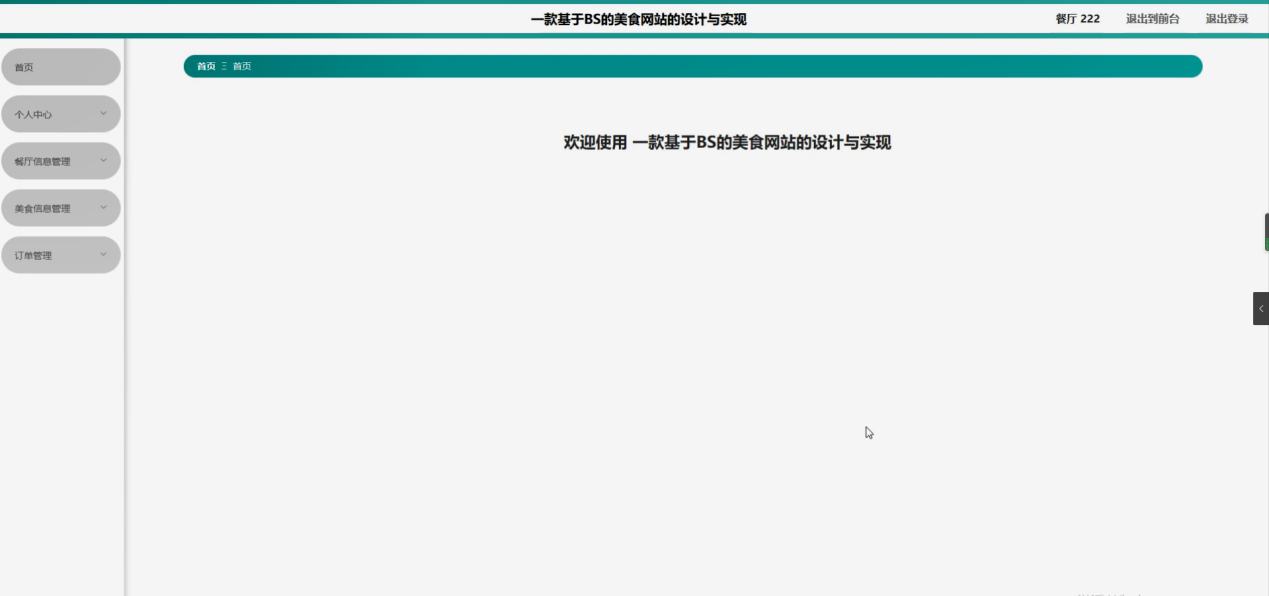 一款基于BS的美食网站的设计与实现
餐厅 222
退出到前台
退出登录
首页
个人中心
餐厅信息管理
美食信息管理
订单管理
首页 Ξ 首页
欢迎使用 一款基于BS的美食网站的设计与实现